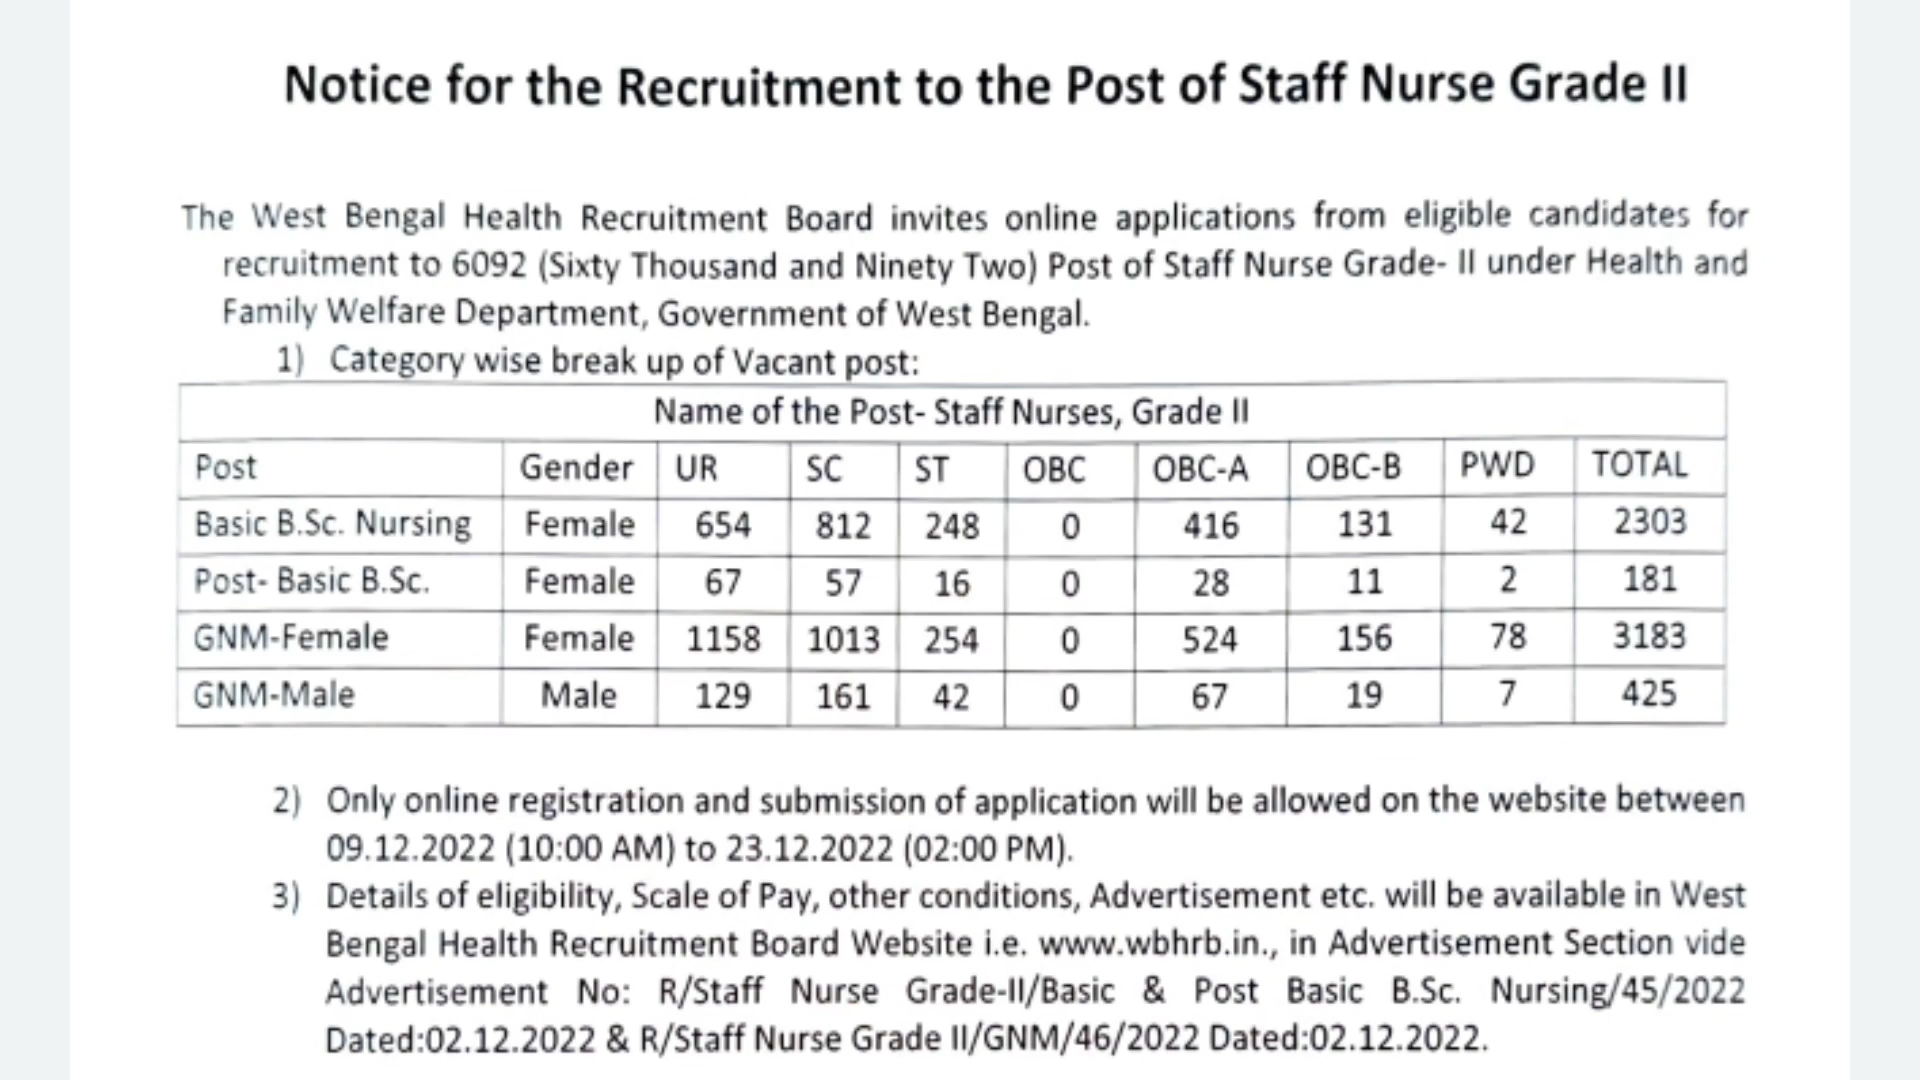 Notice for the Recruitment to the Post of Staff Nurse Grade II
The West Bengal Health Recruitment Board invites online applications from eligible candidates for
recruitment to 6092 (Sixty Thousand and Ninety Two) Post of Staff Nurse Grade- II under Health and
Family Welfare Department, Government of West Bengal.
1) Category wise break up of Vacant post:
Name of the Post- Staff Nurses, Grade II
Post Gender UR SC ST OBC OBC-A OBC-B PWD TOTAL
Basic B.Sc. Nursing Female 654 812 248 0 416 131 42 2303
Post- Basic B.Sc. Female 67 57 16 0 28 11 2 181
GNM-Female Female 1158 1013 254 0 524 156 78 3183
GNM-Male Male 129 161 42 0 67 19 7 425
2) Only online registration and submission of application will be allowed on the website between
09.12.2022 (10:00 AM) to 23.12.2022 (02:00 PM).
3) Details of eligibility, Scale of Pay, other conditions, Advertisement etc. will be available in West
Bengal Health Recruitment Board Website i.e. www.wbhrb.in., in Advertisement Section vide
Advertisement No: R/Staff Nurse Grade-II/Basic & Post Basic B.Sc. Nursing/45/2022
Dated:02.12.2022 & R/Staff Nurse Grade II/GNM/46/2022 Dated:02.12.2022.